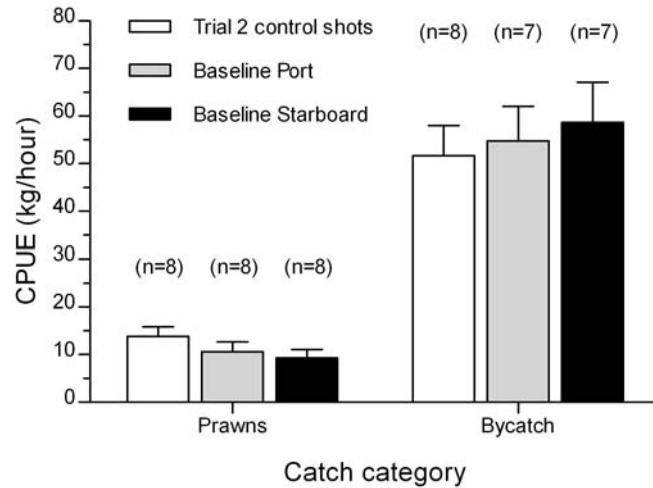 80
70
60
50
40
30
20
10
0
CPUE (kg/hour)
Trial 2 control shots
Baseline Port
Baseline Starboard
(n=8) (n=7) (n=7)
(n=8) (n=8) (n=8)
Prawns Bycatch
Catch category